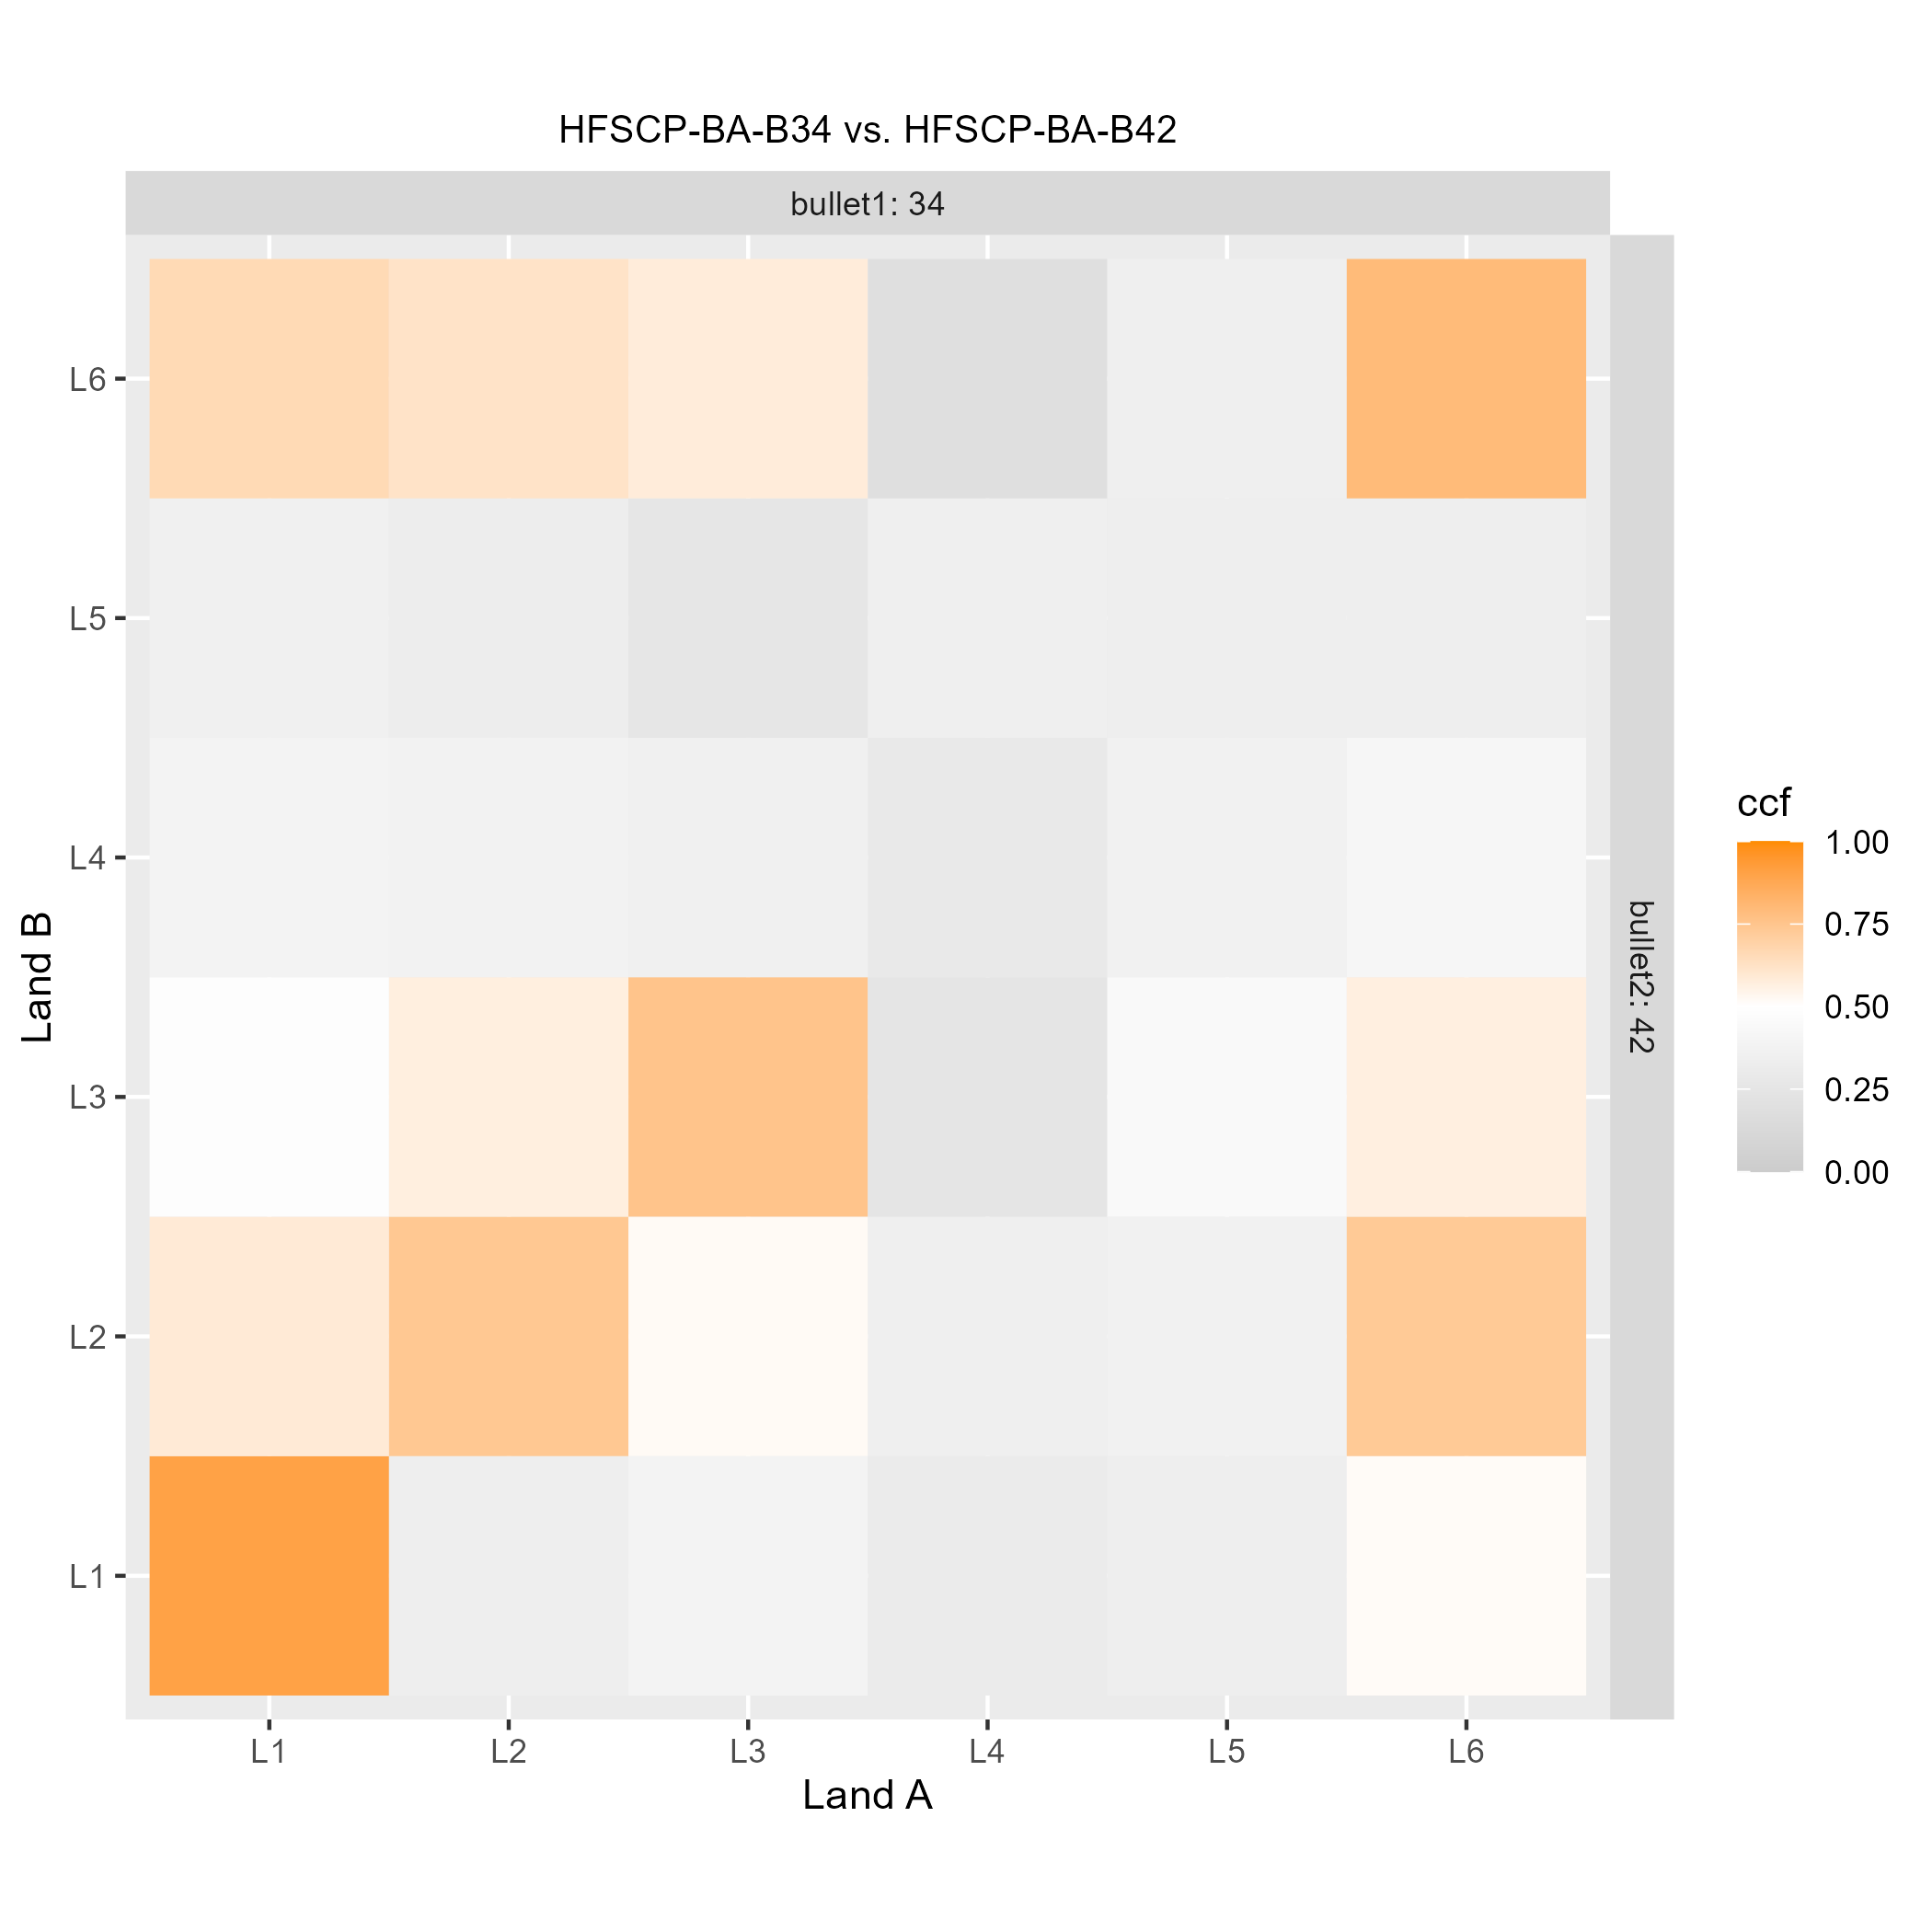 HFSCP-BA-B34 vs. HFSCP-BA-B42
bullet1: 34
L6
L5
L4
L3
L2
L1
Land B
bullet2: 42
ccf
1.00
0.75
0.50
0.25
0.00
L1 L2 L3 L4 L5 L6
Land A